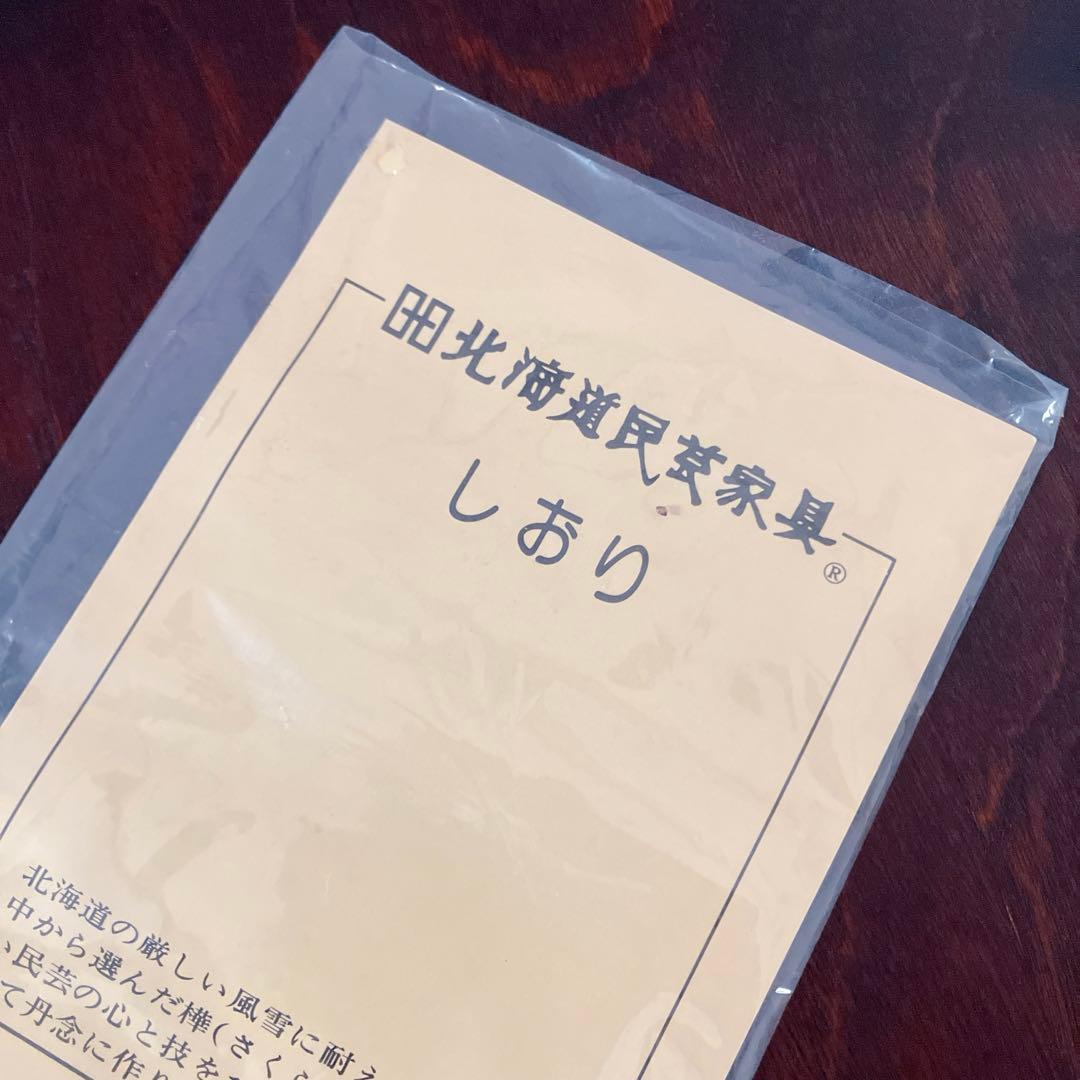 北海道民芸家具®
しおり
北海道の厳しい風雪に耐え
中から選んだ樺(さくら
い民芸の心と技を
て丹念に作り